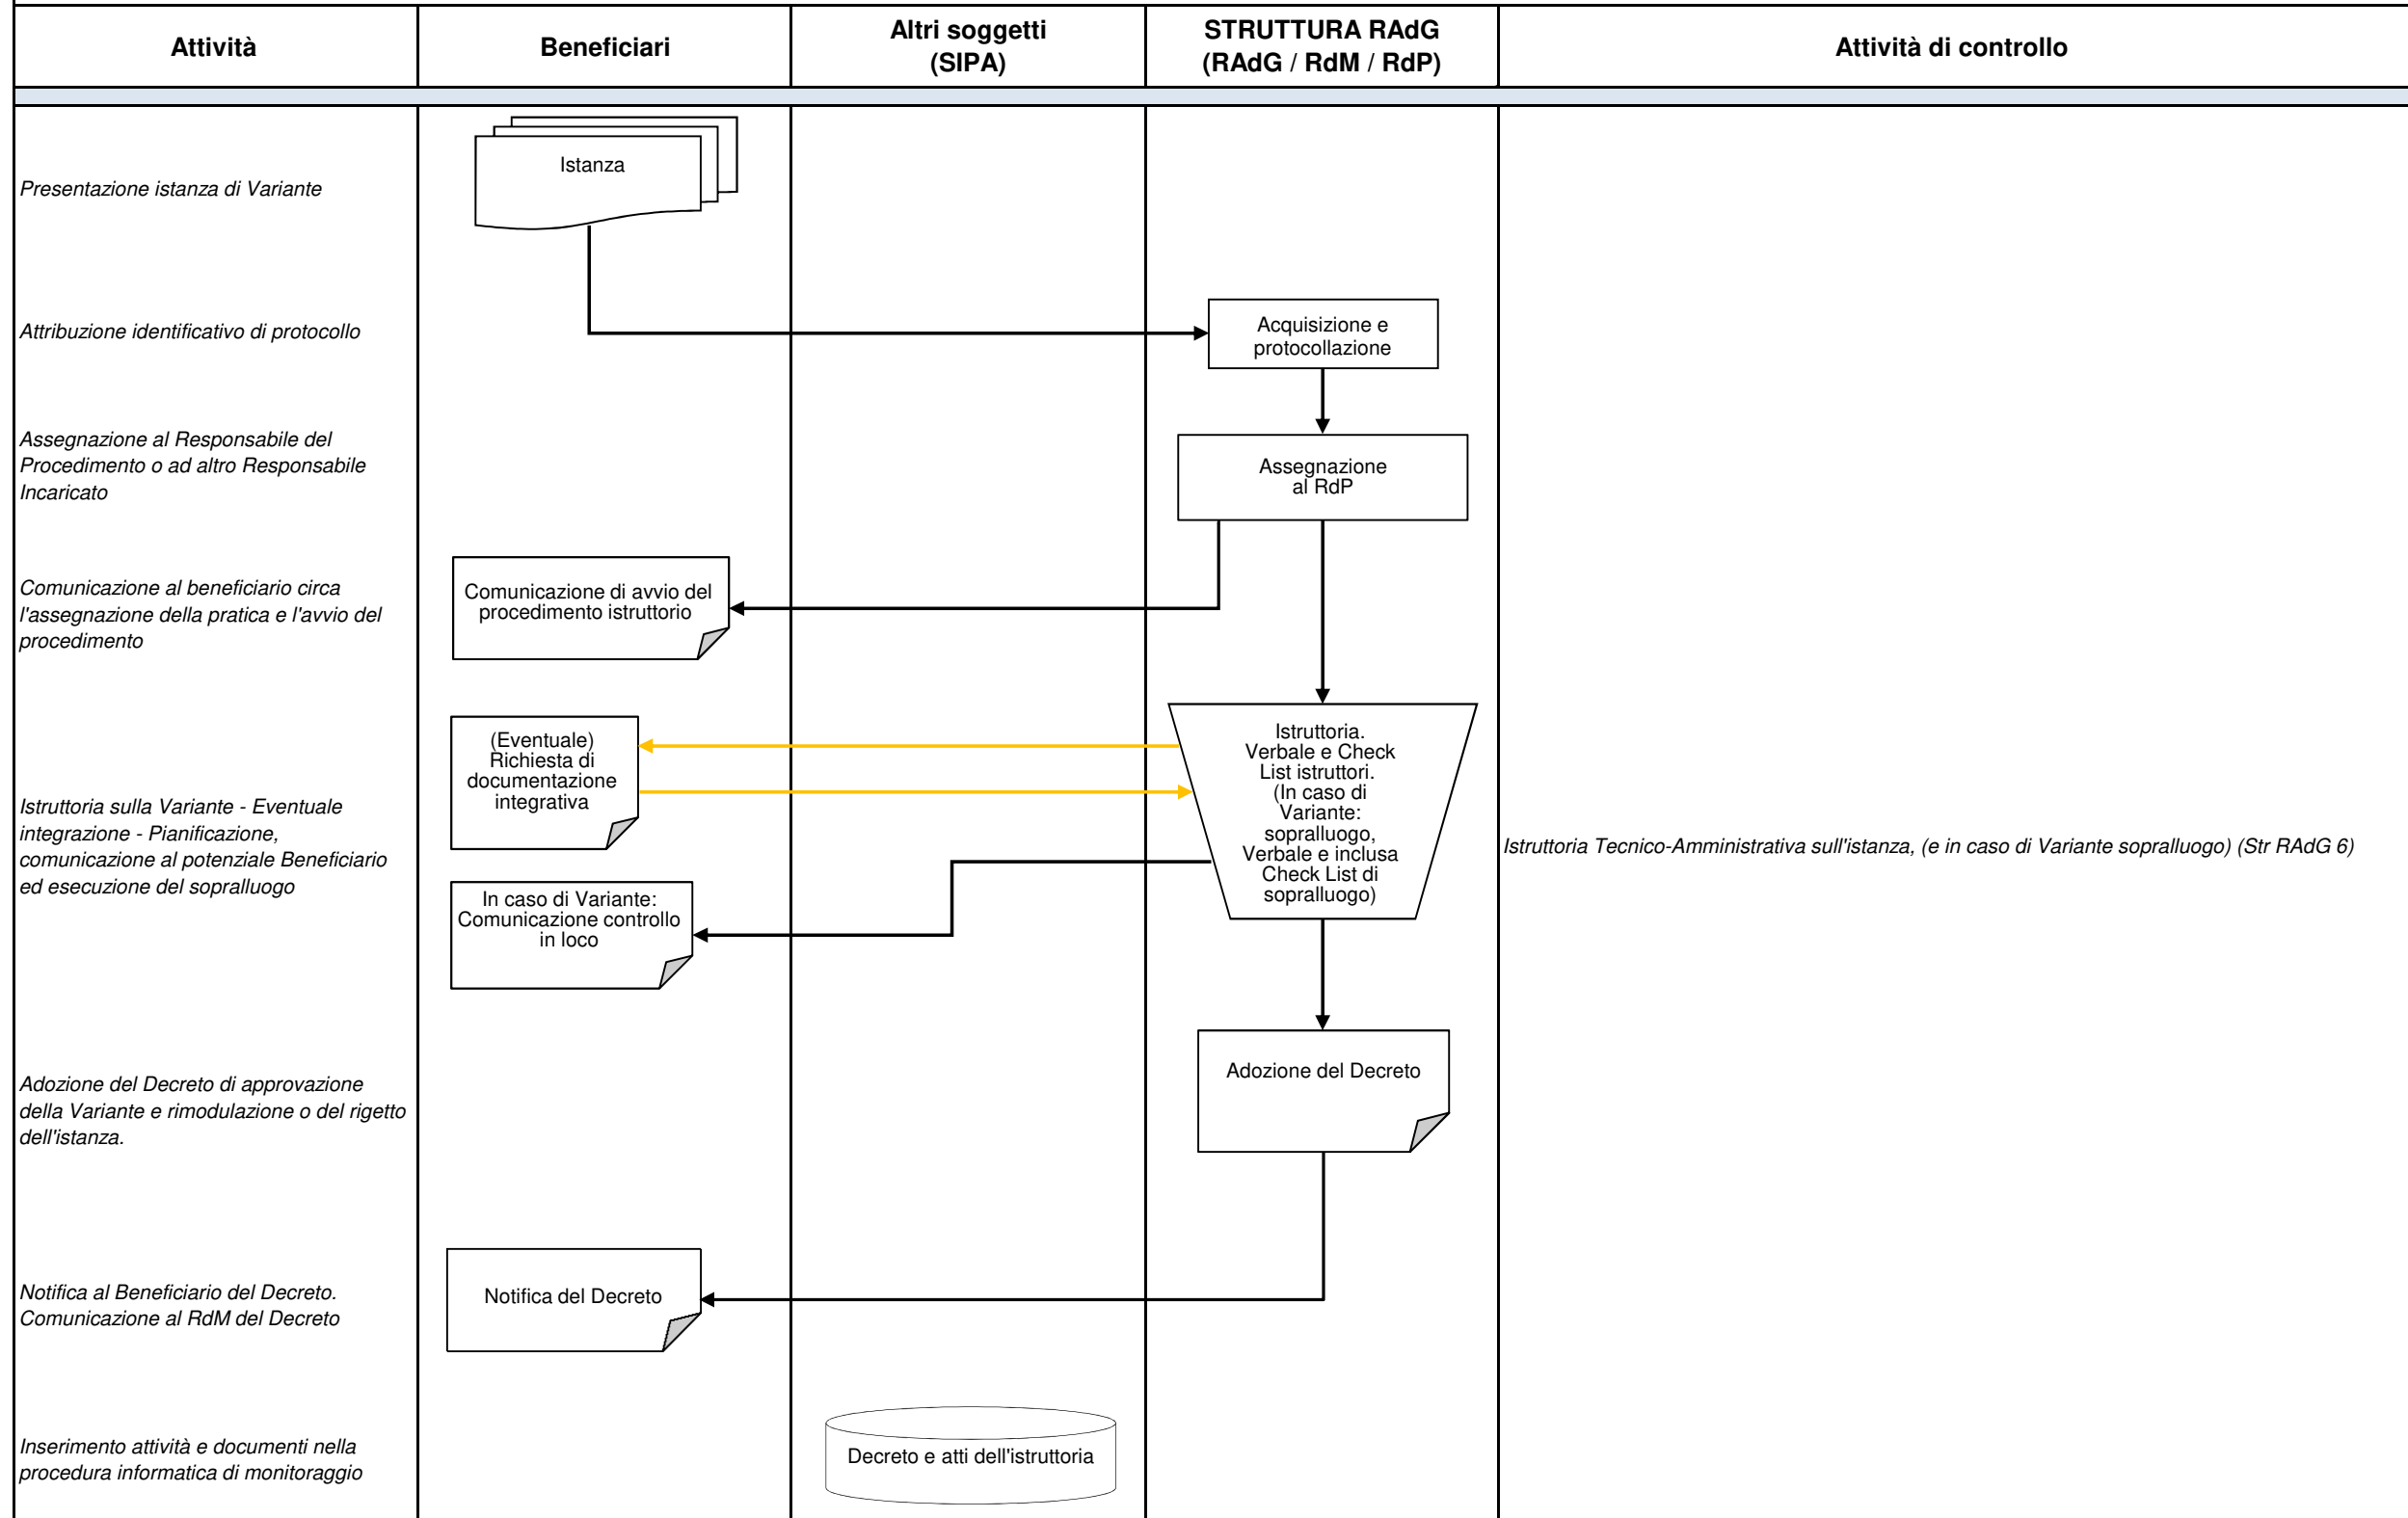 Attività
Beneficiari
Altri soggetti
(SIPA)
STRUTTURA RAdG
(RAdG / RdM / RdP)
Attività di controllo
Presentazione istanza di Variante
Istanza
Attribuzione identificativo di protocollo
Acquisizione e
protocollazione
Assegnazione al Responsabile del
Procedimento o ad altro Responsabile
Incaricato
Assegnazione
al RdP
Comunicazione al beneficiario circa
l'assegnazione della pratica e l'avvio del
procedimento
Comunicazione di avvio del
procedimento istruttorio
Istruttoria sulla Variante - Eventuale
integrazione - Pianificazione,
comunicazione al potenziale Beneficiario
ed esecuzione del sopralluogo
(Eventuale)
Richiesta di
documentazione
integrativa
In caso di Variante:
Comunicazione controllo
in loco
Istruttoria.
Verbale e Check
List istruttori.
(In caso di
Variante:
sopralluogo,
Verbale e inclusa
Check List di
sopralluogo)
Istruttoria Tecnico-Amministrativa sull'istanza, (e in caso di Variante sopralluogo) (Str RAdG 6)
Adozione del Decreto di approvazione
della Variante e rimodulazione o del rigetto
dell'istanza.
Adozione del Decreto
Notifica al Beneficiario del Decreto.
Comunicazione al RdM del Decreto
Notifica del Decreto
Inserimento attività e documenti nella
procedura informatica di monitoraggio
Decreto e atti dell'istruttoria